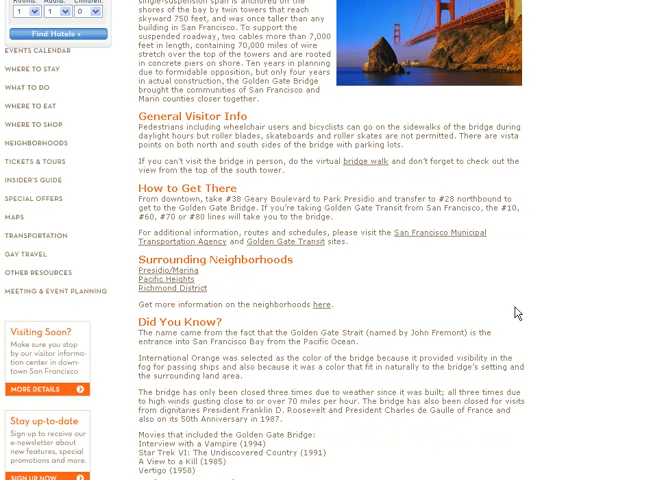 Rooms: Adults: Children:
1 1 0
Find Hotels
EVENTS CALENDAR
WHERE TO STAY
WHAT TO DO
WHERE TO EAT
WHERE TO SHOP
NEIGHBORHOODS
TICKETS & TOURS
INSIDER'S GUIDE
SPECIAL OFFERS
MAPS
TRANSPORTATION
GAY TRAVEL
OTHER RESOURCES
MEETING & EVENT PLANNING
Visiting Soon?
Make sure you stop
by our visitor informa-
tion center in down-
town San Francisco
MORE DETAILS
Stay up-to-date
Sign up to receive our
e-newsletter about
new features, special
promotions and more.
SIGN UP NOW
single-suspension span is anchored on the
shores of the bay by twin towers that reach
skyward 750 feet, and was once taller than any
building in San Francisco. To support the
suspended roadway, two cables more than 7,000
feet in length, containing 70,000 miles of wire
stretch over the top of towers and are rooted
in concrete piers on shore. Ten years in planning
due to formidable opposition, but only four years
in actual construction, the Golden Gate Bridge
brought the communities of San Francisco and
Marin counties closer together.
General Visitor Info
Pedestrians including wheelchair users and bicyclists can go on the sidewalks of the bridge during
daylight hours but roller blades, skateboards and roller skates are not permitted. There are vista
points on both north and south sides of the bridge with parking lots.
If you can't visit the bridge in person, do the virtual bridge walk and don't forget to check out the
view from the top of the south tower.
How to Get There
From downtown, take #38 Geary Boulevard to Park Presidio and transfer to #28 northbound to
get to the Golden Gate Bridge. If you're taking Golden Gate Transit from San Francisco, the #10,
#60, #70 or #80 lines will take you to the bridge.
For additional information, routes and schedules, please visit the San Francisco Municipal
Transportation Agency and Golden Gate Transit sites.
Surrounding Neighborhoods
Presidio/Marina
Pacific Heights
Richmond District
Get more information on the neighborhoods here.
Did You Know?
The name came from the fact that the Golden Gate Strait (named by John Fremont) is the
entrance into San Francisco Bay from the Pacific Ocean.
International Orange was selected as the color of the bridge because it provided visibility in the
fog for passing ships and also because it was a color that fit in naturally to the bridge's setting and
the surrounding land area.
The bridge has only been closed three times due to weather since it was built; all three times due
to high winds gusting close to or over 70 miles per hour. The bridge has also been closed for visits
from dignitaries President Franklin D. Roosevelt and President Charles de Gaulle of France and
also on its 50th Anniversary in 1987.
Movies that included the Golden Gate Bridge:
Interview with a Vampire (1994)
Star Trek VI: The Undiscovered Country (1991)
A View to a Kill (1985)
Vertigo (1958)